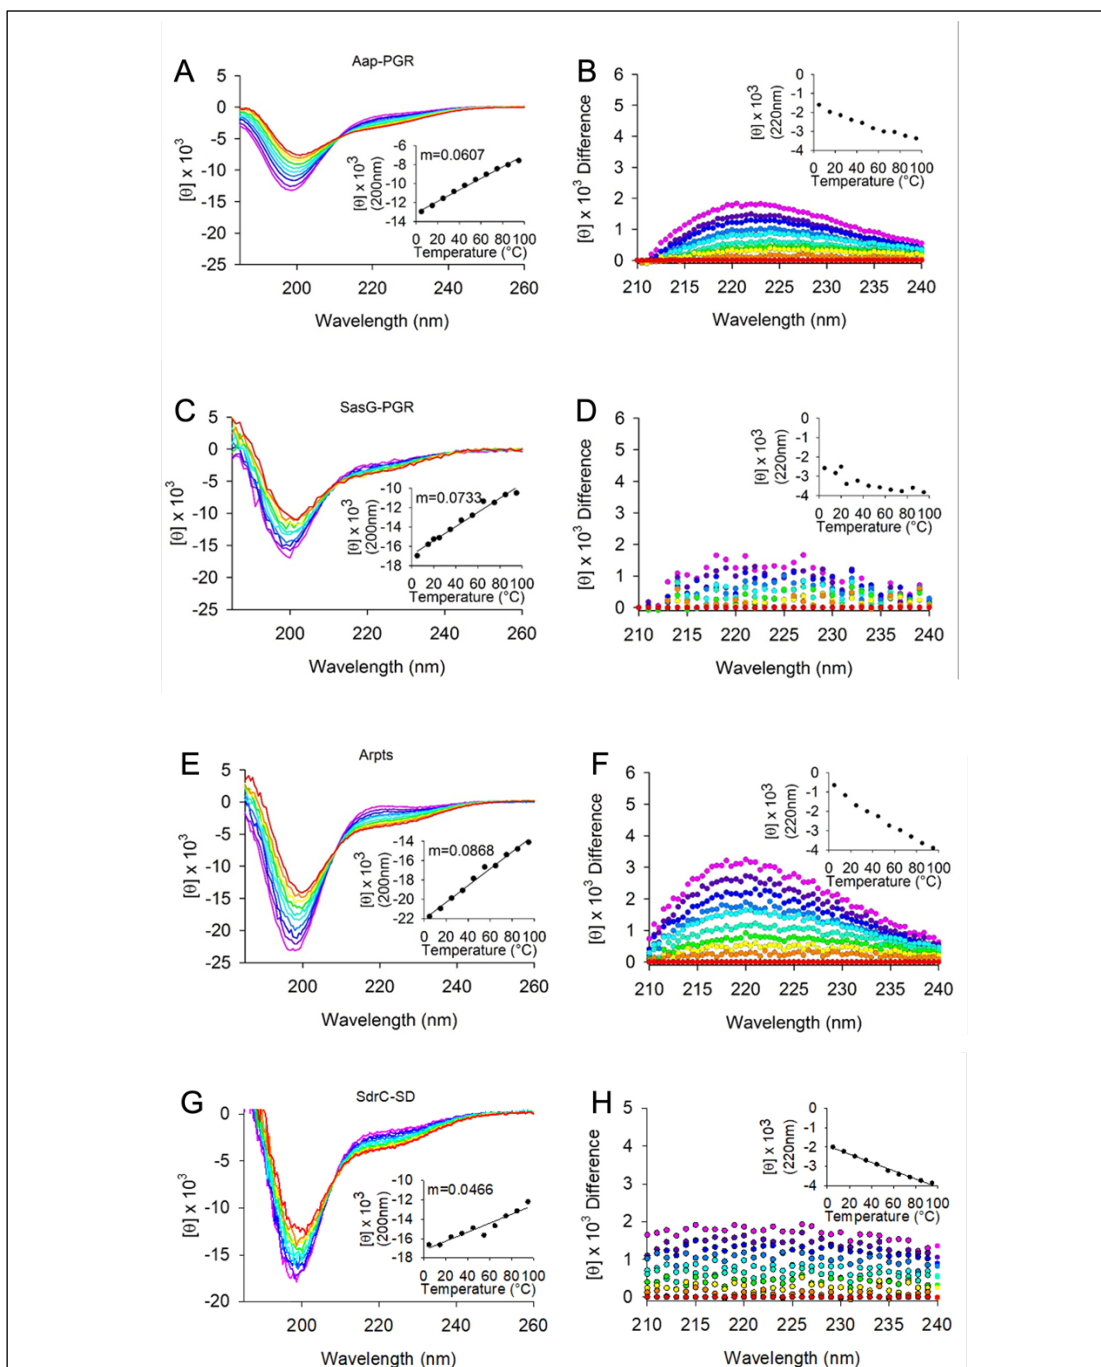 A
Aap-PGR
5
0
-5
-10
-15
-20
-25
[θ] x 10³
200 220 240 260
Wavelength (nm)
m=0.0607
-6
-8
-10
-12
-14
[θ] x 10³
(200nm)
0 20 40 60 80 100
Temperature (°C)
B
6
5
4
3
2
1
0
[θ] x 10³ Difference
210 215 220 225 230 235 240
Wavelength (nm)
0
-1
-2
-3
-4
[θ] x 10³
(220nm)
0 20 40 60 80 100
Temperature (°C)
C
SasG-PGR
5
0
-5
-10
-15
-20
-25
[θ] x 10³
200 220 240 260
Wavelength (nm)
m=0.0733
-10
-12
-14
-16
-18
[θ] x 10³
(200nm)
0 20 40 60 80 100
Temperature (°C)
D
6
5
4
3
2
1
0
[θ] x 10³ Difference
210 215 220 225 230 235 240
Wavelength (nm)
0
-1
-2
-3
-4
[θ] x 10³
(220nm)
0 20 40 60 80 100
Temperature (°C)
E
Arpts
5
0
-5
-10
-15
-20
-25
[θ] x 10³
200 220 240 260
Wavelength (nm)
m=0.0868
-14
-16
-18
-20
-22
[θ] x 10³
(200nm)
0 20 40 60 80 100
Temperature (°C)
F
6
5
4
3
2
1
0
[θ] x 10³ Difference
210 215 220 225 230 235 240
Wavelength (nm)
0
-1
-2
-3
-4
[θ] x 10³
(220nm)
0 20 40 60 80 100
Temperature (°C)
G
SdrC-SD
0
-5
-10
-15
-20
[θ] x 10³
200 220 240 260
Wavelength (nm)
m=0.0466
-10
-12
-14
-16
-18
[θ] x 10³
(200nm)
0 20 40 60 80 100
Temperature (°C)
H
5
4
3
2
1
0
[θ] x 10³ Difference
210 215 220 225 230 235 240
Wavelength (nm)
0
-1
-2
-3
-4
[θ] x 10³
(220nm)
0 20 40 60 80 100
Temperature (°C)